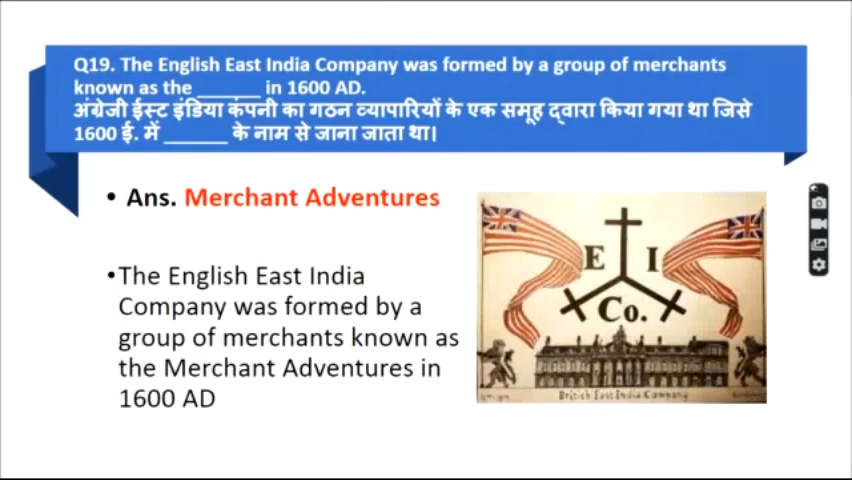 Q19. The English East India Company was formed by a group of merchants
known as the ______ in 1600 AD.
अंग्रेजी ईस्ट इंडिया कंपनी का गठन व्यापारियों के एक समूह द्वारा किया गया था जिसे
1600 ई. में ______ के नाम से जाना जाता था।
• Ans. Merchant Adventures
•The English East India
Company was formed by a
group of merchants known as
the Merchant Adventures in
1600 AD
E I
Co.
British East India Company